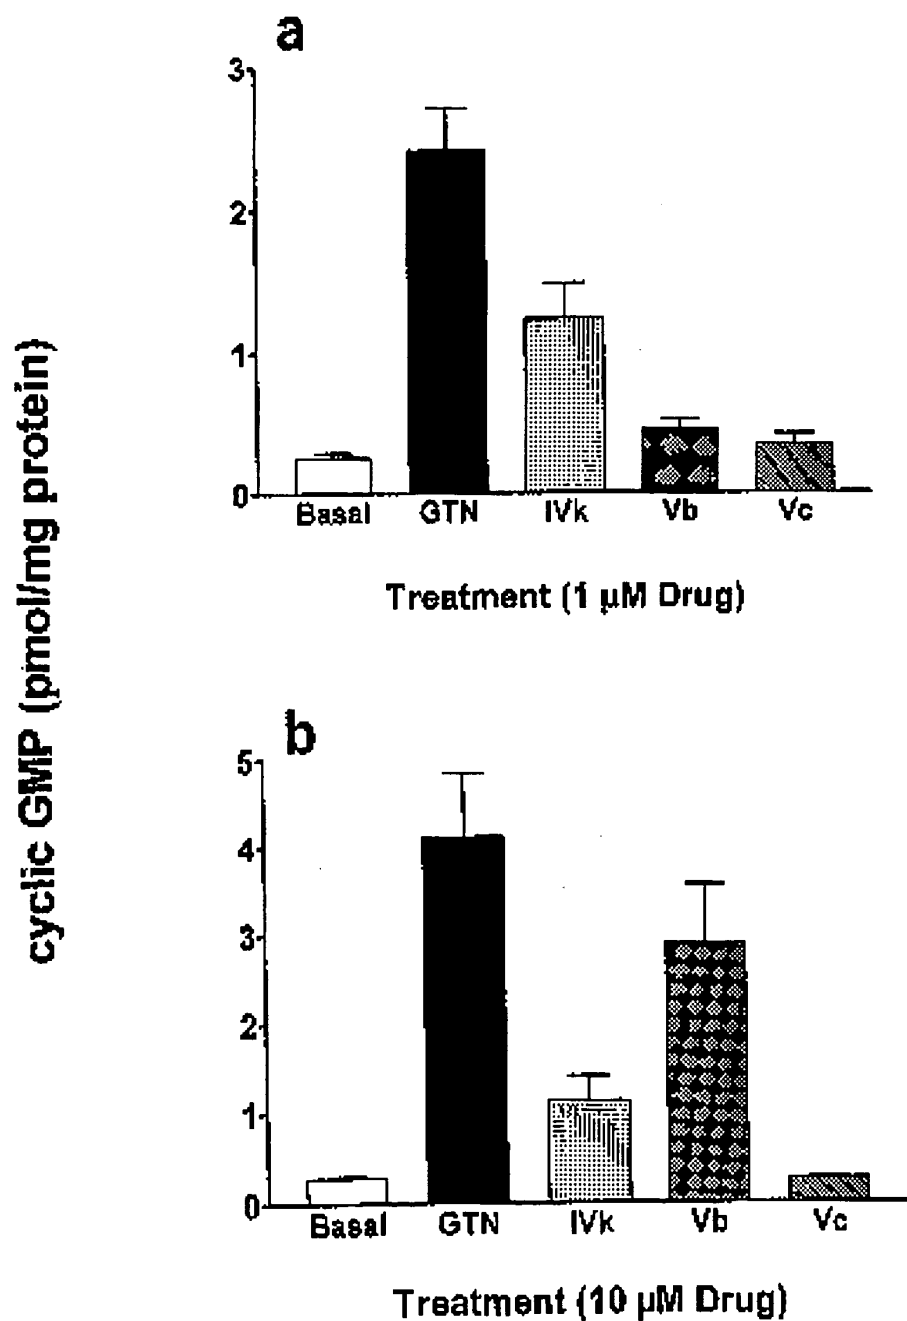 a
3
2
1
0
Basal GTN IVk Vb Vc
Treatment (1 µM Drug)
cyclic GMP (pmol/mg protein)
b
5
4
3
2
1
0
Basal GTN IVk Vb Vc
Treatment (10 µM Drug)